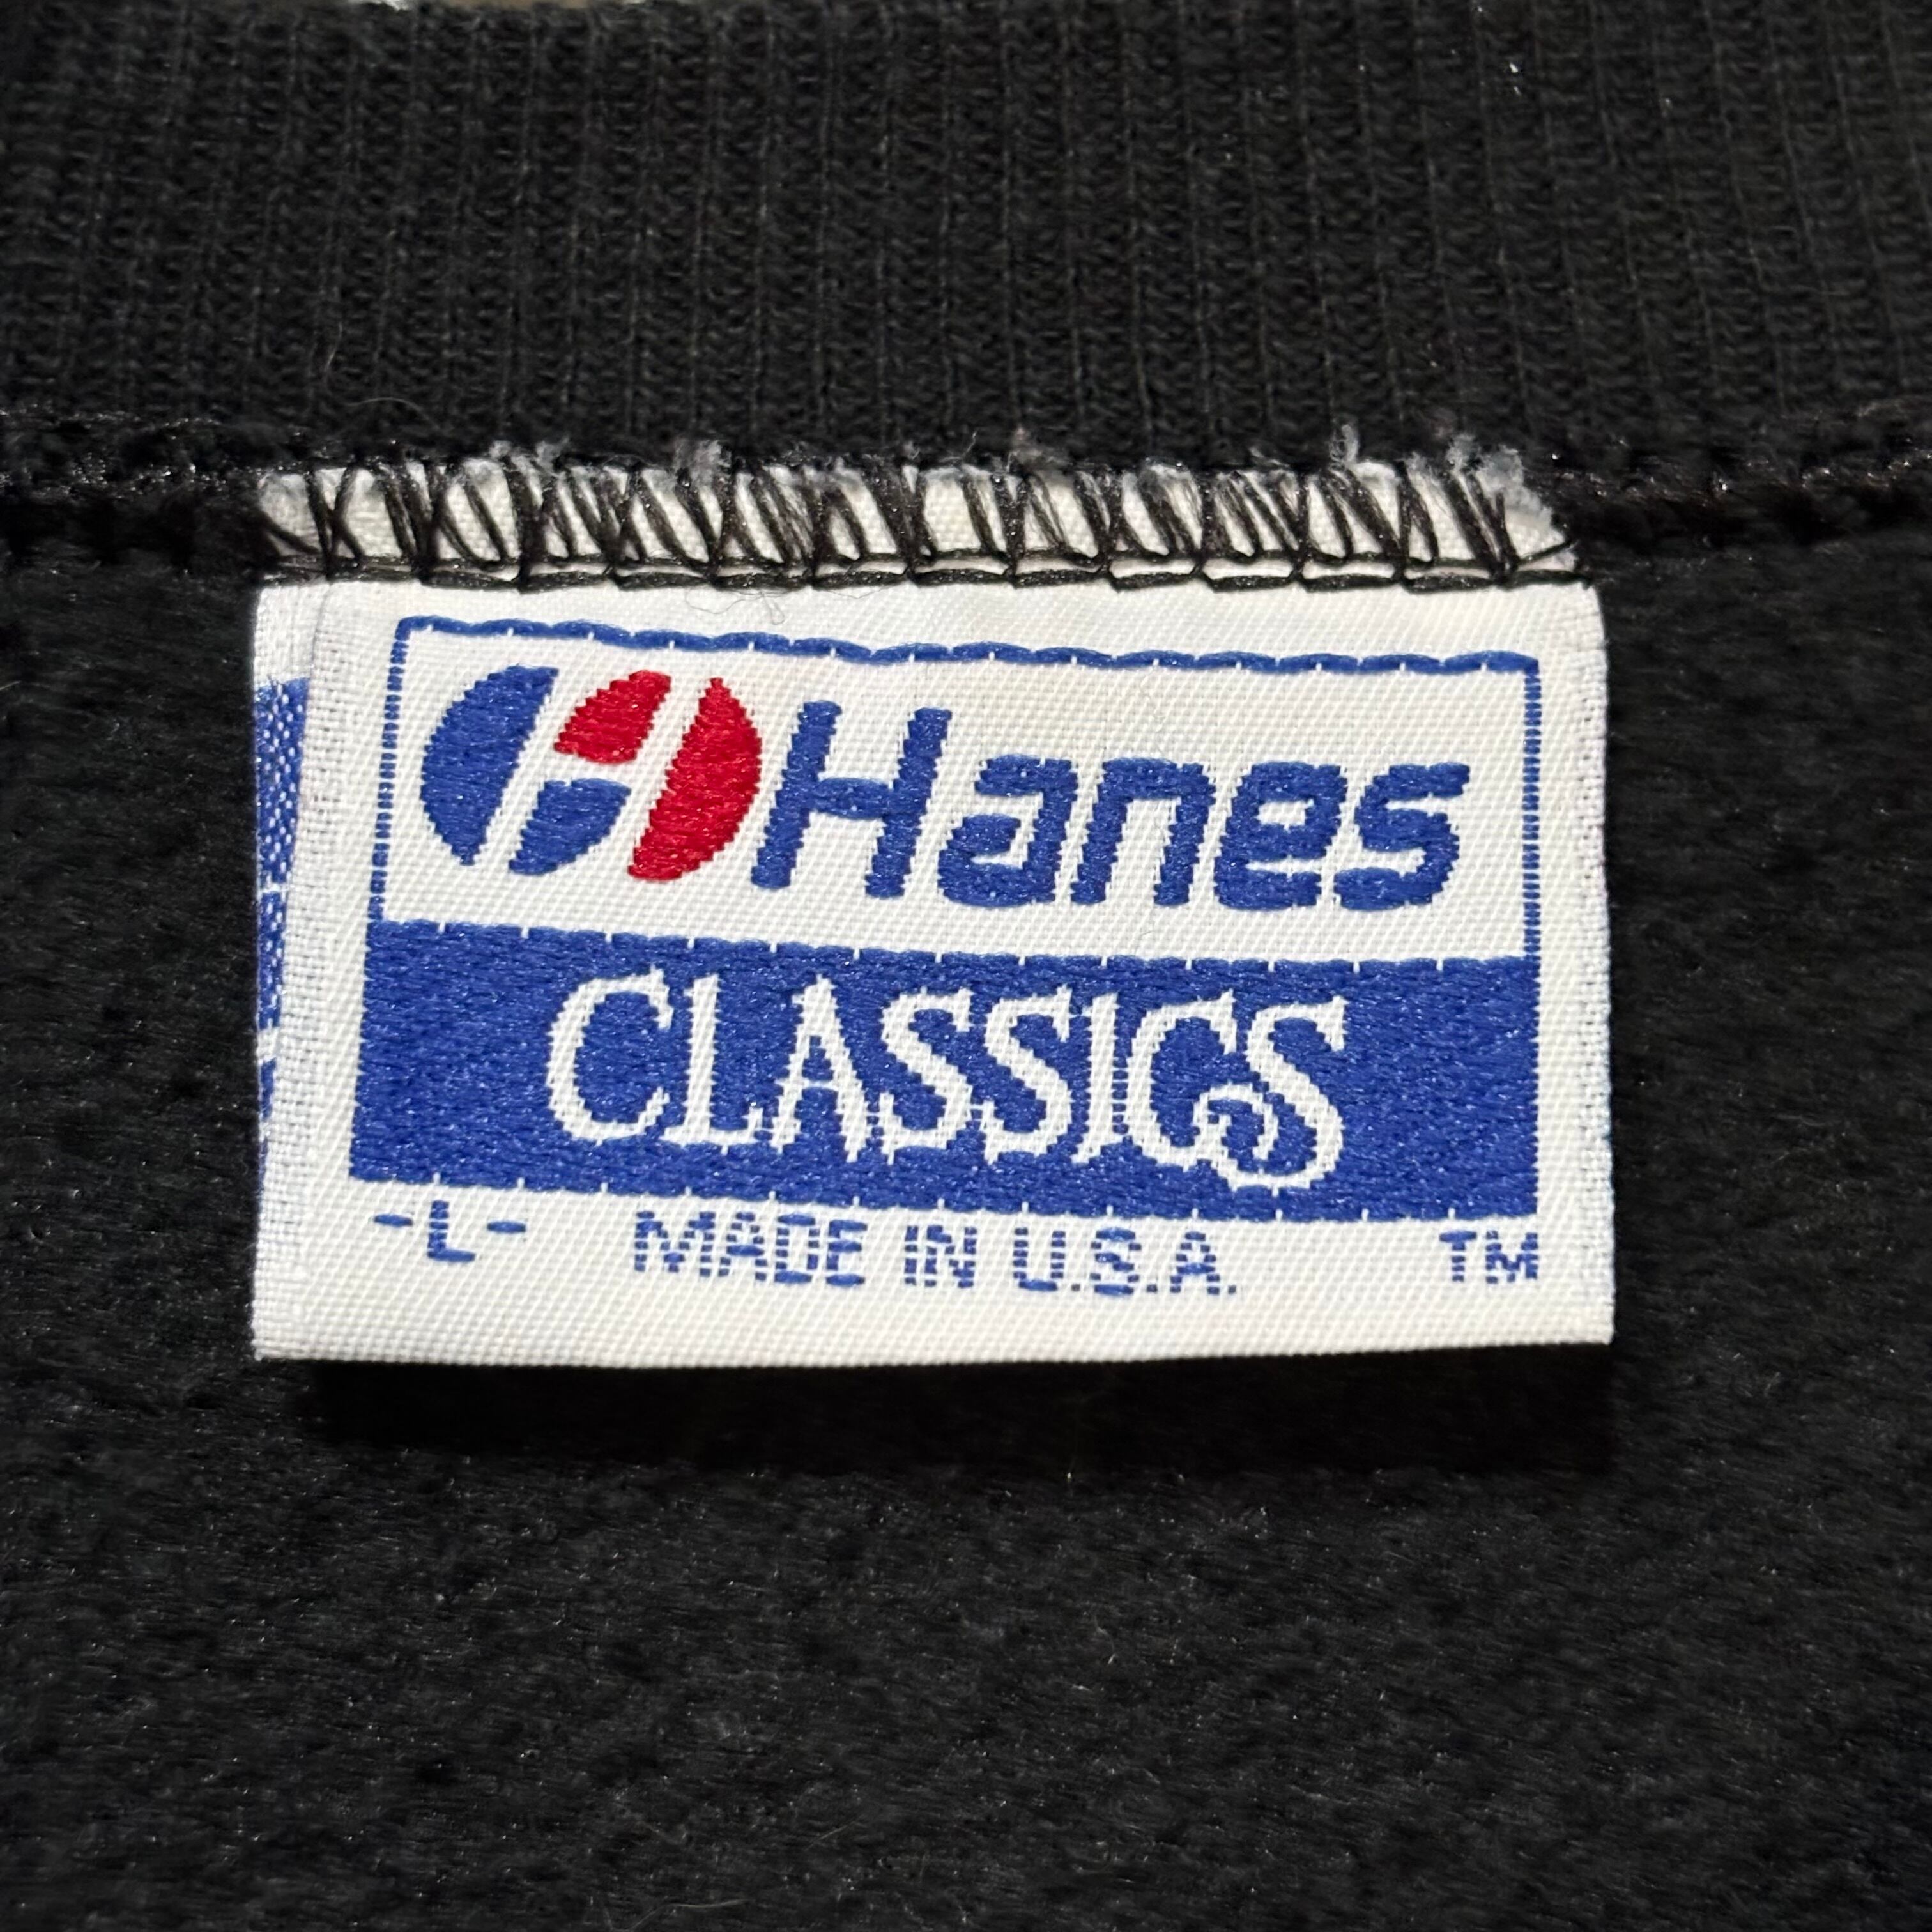 Hanes
CLASSICS
-L- MADE IN U.S.A. TM